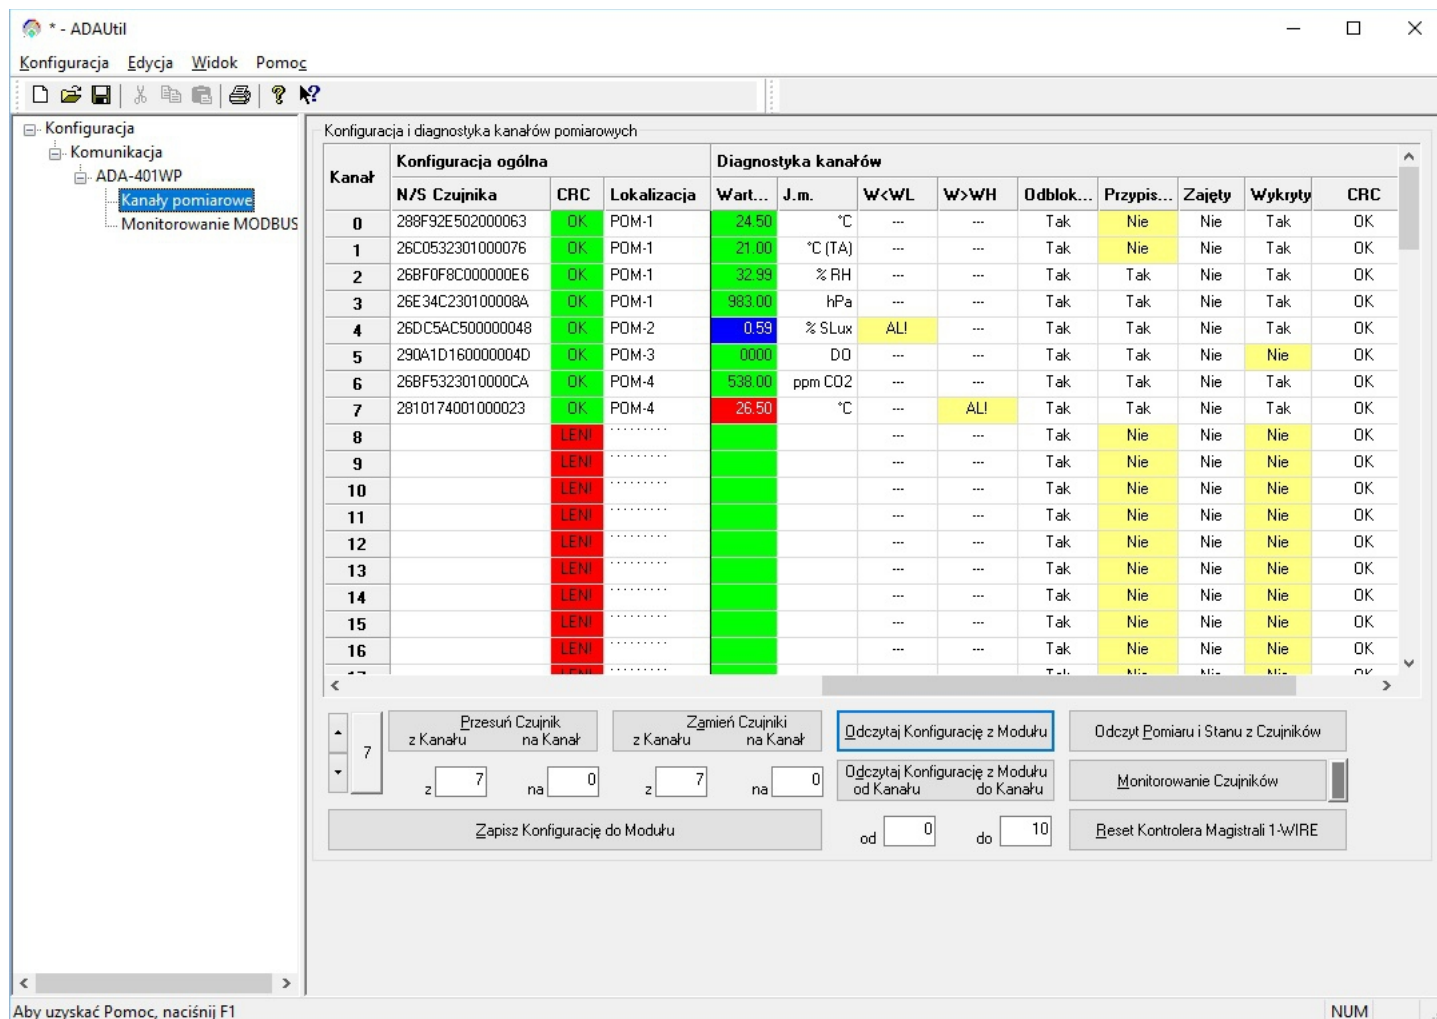 * - ADAUtil
Konfiguracja Edycja Widok Pomoc
Konfiguracja
Komunikacja
ADA-401WP
Kanały pomiarowe
Monitorowanie MODBUS
Konfiguracja i diagnostyka kanałów pomiarowych
Kanał Konfiguracja ogólna Diagnostyka kanałów
N/S Czujnika CRC Lokalizacja Wart... J.m. W<WL W>WH Odblok... Przypis... Zajęty Wykryty CRC
0 288F92E502000063 OK POM-1 24.50 °C --- --- Tak Nie Nie Tak OK
1 26C0532301000076 OK POM-1 21.00 °C (TA) --- --- Tak Nie Nie Tak OK
2 26BF0F8C000000E6 OK POM-1 32.99 % RH --- --- Tak Tak Nie Tak OK
3 26E34C230100008A OK POM-1 983.00 hPa --- --- Tak Tak Nie Tak OK
4 26DC5AC500000048 OK POM-2 0.59 % SLux AL! --- Tak Tak Nie Tak OK
5 290A1D160000004D OK POM-3 0000 DO --- --- Tak Tak Nie Nie OK
6 26BF5323010000CA OK POM-4 538.00 ppm CO2 --- --- Tak Tak Nie Tak OK
7 2810174001000023 OK POM-4 26.50 °C --- AL! Tak Tak Nie Tak OK
8 LEN! ......... --- --- Tak Nie Nie Nie OK
9 LEN! ......... --- --- Tak Nie Nie Nie OK
10 LEN! ......... --- --- Tak Nie Nie Nie OK
11 LEN! ......... --- --- Tak Nie Nie Nie OK
12 LEN! ......... --- --- Tak Nie Nie Nie OK
13 LEN! ......... --- --- Tak Nie Nie Nie OK
14 LEN! ......... --- --- Tak Nie Nie Nie OK
15 LEN! ......... --- --- Tak Nie Nie Nie OK
16 LEN! ......... --- --- Tak Nie Nie Nie OK
7
Przesuń Czujnik
z Kanału na Kanał
z 7 na 0
Zamień Czujniki
z Kanału na Kanał
z 7 na 0
Odczytaj Konfigurację z Modułu
Odczytaj Konfigurację z Modułu
od Kanału do Kanału
od 0 do 10
Odczyt Pomiaru i Stanu z Czujników
Monitorowanie Czujników
Reset Kontrolera Magistrali 1-WIRE
Zapisz Konfigurację do Modułu
Aby uzyskać Pomoc, naciśnij F1
NUM